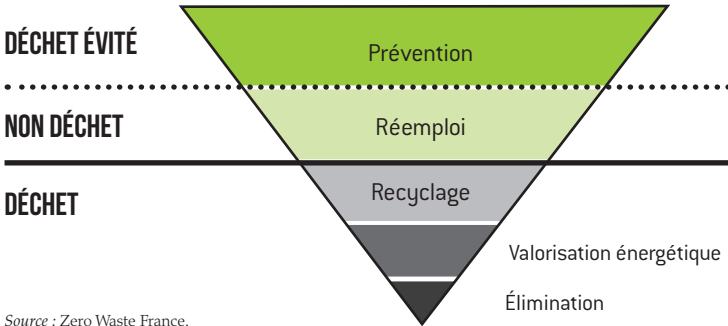 DÉCHET ÉVITÉ
Prévention
NON DÉCHET
Réemploi
DÉCHET
Recyclage
Valorisation énergétique
Élimination
Source : Zero Waste France.